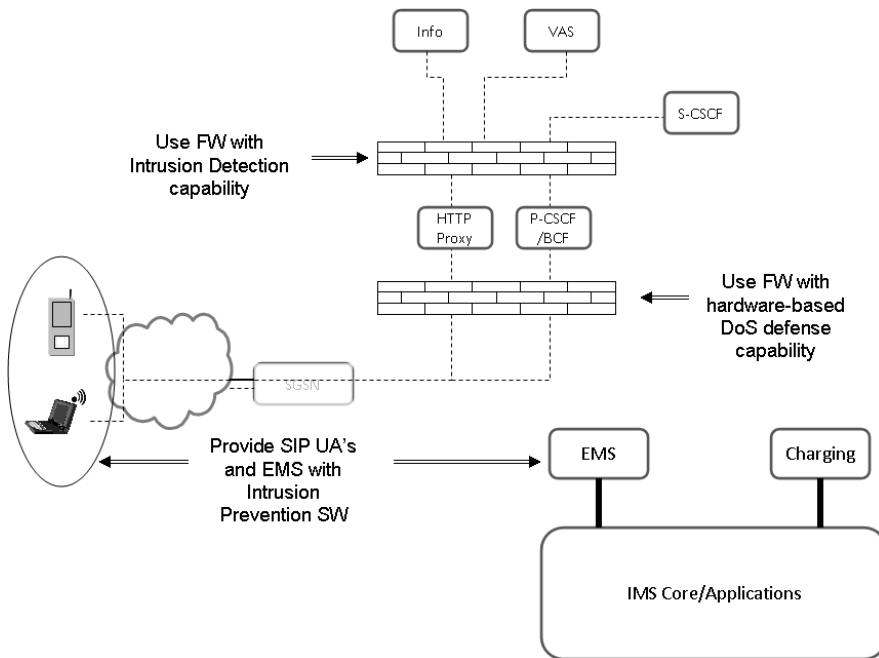 Info
VAS
S-CSCF
Use FW with
Intrusion Detection
capability
HTTP
Proxy
P-CSCF
/BCF
Use FW with
hardware-based
DoS defense
capability
SGSN
Provide SIP UA's
and EMS with
Intrusion
Prevention SW
EMS
Charging
IMS Core/Applications